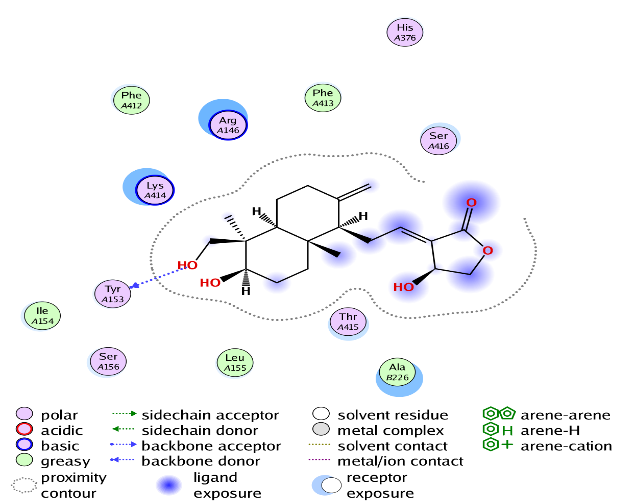 His
A376
Phe
A412
Phe
A413
Arg
A146
Ser
A416
Lys
A414
O
H
H
O
HO
HO
H
HO
Tyr
A153
Ile
A154
Thr
A415
Ser
A156
Leu
A155
Ala
B226
polar sidechain acceptor solvent residue arene-arene
acidic sidechain donor metal complex H arene-H
basic backbone acceptor solvent contact + arene-cation
greasy backbone donor metal/ion contact
proximity ligand receptor
contour exposure exposure